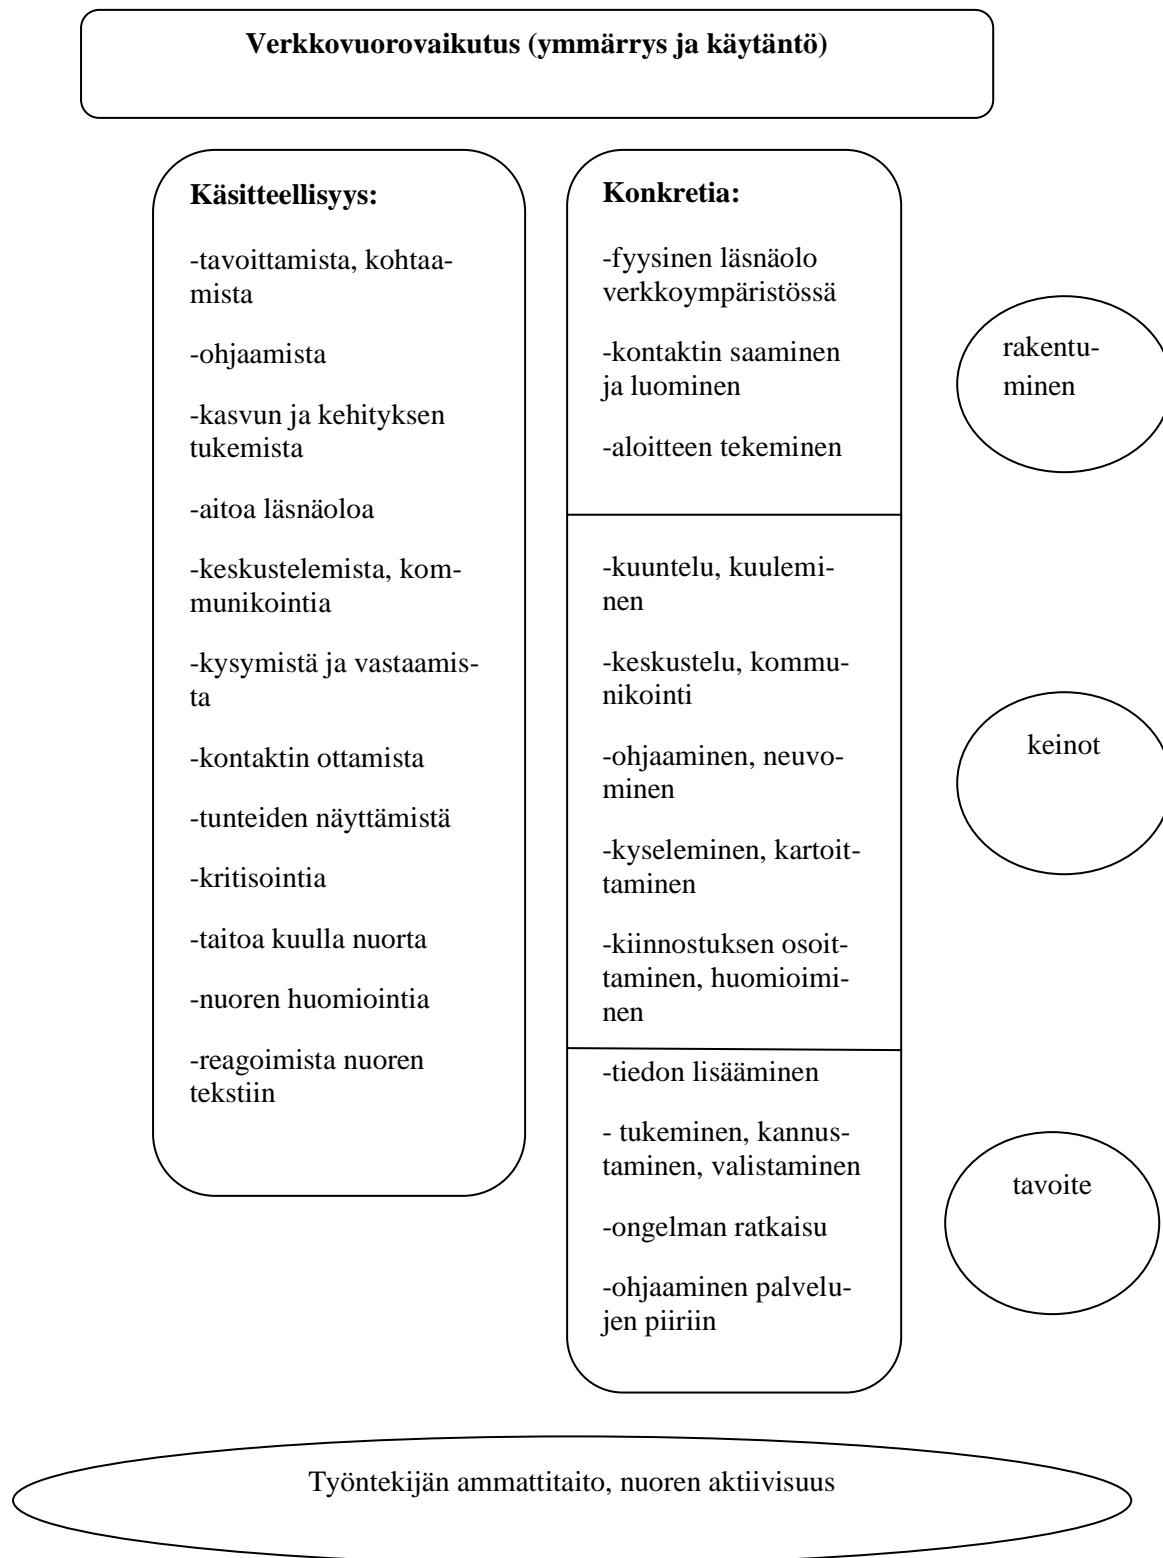 Verkkovuorovaikutus (ymmärrys ja käytäntö)
Käsitteellisyys:
-tavoittamista, kohtaa-
mista
-ohjaamista
-kasvun ja kehityksen
tukemista
-aitoa läsnäoloa
-keskustelemista, kom-
munikointia
-kysymistä ja vastaamis-
ta
-kontaktin ottamista
-tunteiden näyttämistä
-kritisointia
-taitoa kuulla nuorta
-nuoren huomiointia
-reagoimista nuoren
tekstiin
Konkretia:
-fyysinen läsnäolo
verkkoympäristössä
-kontaktin saaminen
ja luominen
-aloitteen tekeminen
-kuuntelu, kuulemi-
nen
-keskustelu, kommu-
nikointi
-ohjaaminen, neuvo-
minen
-kyseleminen, kartoit-
taminen
-kiinnostuksen osoit-
taminen, huomioimi-
nen
-tiedon lisääminen
- tukeminen, kannus-
taminen, valistaminen
-ongelman ratkaisu
-ohjaaminen palvelu-
jen piiriin
rakentu-
minen
keinot
tavoite
Työntekijän ammattitaito, nuoren aktiivisuus